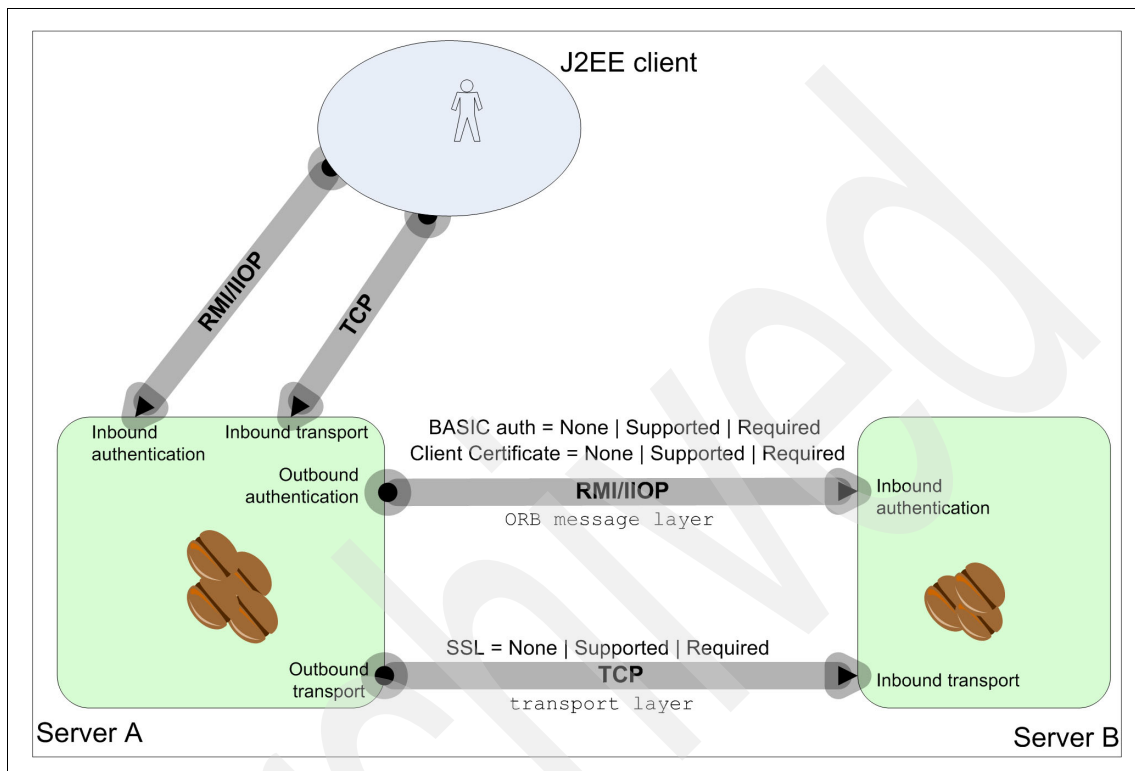 J2EE client
RMI/IIOP
TCP
Inbound
authentication
Inbound transport
BASIC auth = None | Supported | Required
Client Certificate = None | Supported | Required
Outbound
authentication
RMI/IIOP
ORB message layer
Inbound
authentication
SSL = None | Supported | Required
Outbound
transport
TCP
transport layer
Inbound transport
Server A
Server B